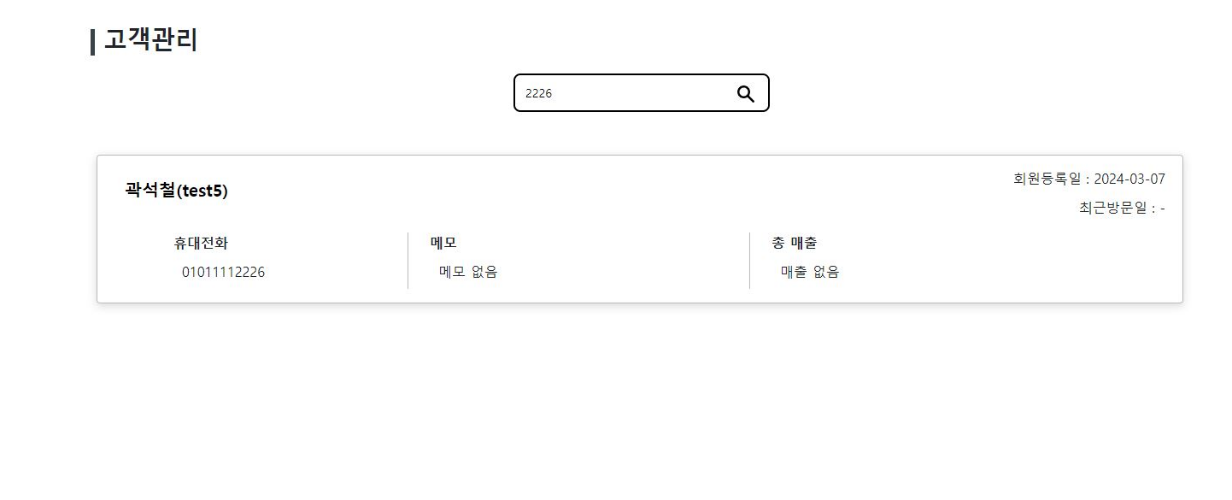 고객관리
2226
곽석철(test5)
회원등록일 : 2024-03-07
최근방문일 : -
휴대전화
01011112226
메모
메모 없음
총 매출
매출 없음